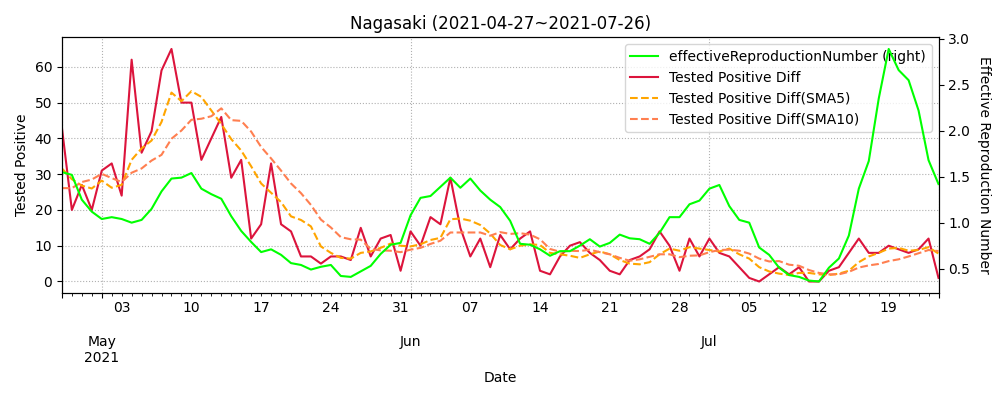 Nagasaki (2021-04-27~2021-07-26)
effectiveReproductionNumber (right)
Tested Positive Diff
Tested Positive Diff(SMA5)
Tested Positive Diff(SMA10)
Tested Positive
60
50
40
30
20
10
0
3.0
2.5
2.0
1.5
1.0
0.5
Effective Reproduction Number
03 10 17 24 31 07 14 21 28 05 12 19
May Jun Jul
2021
Date